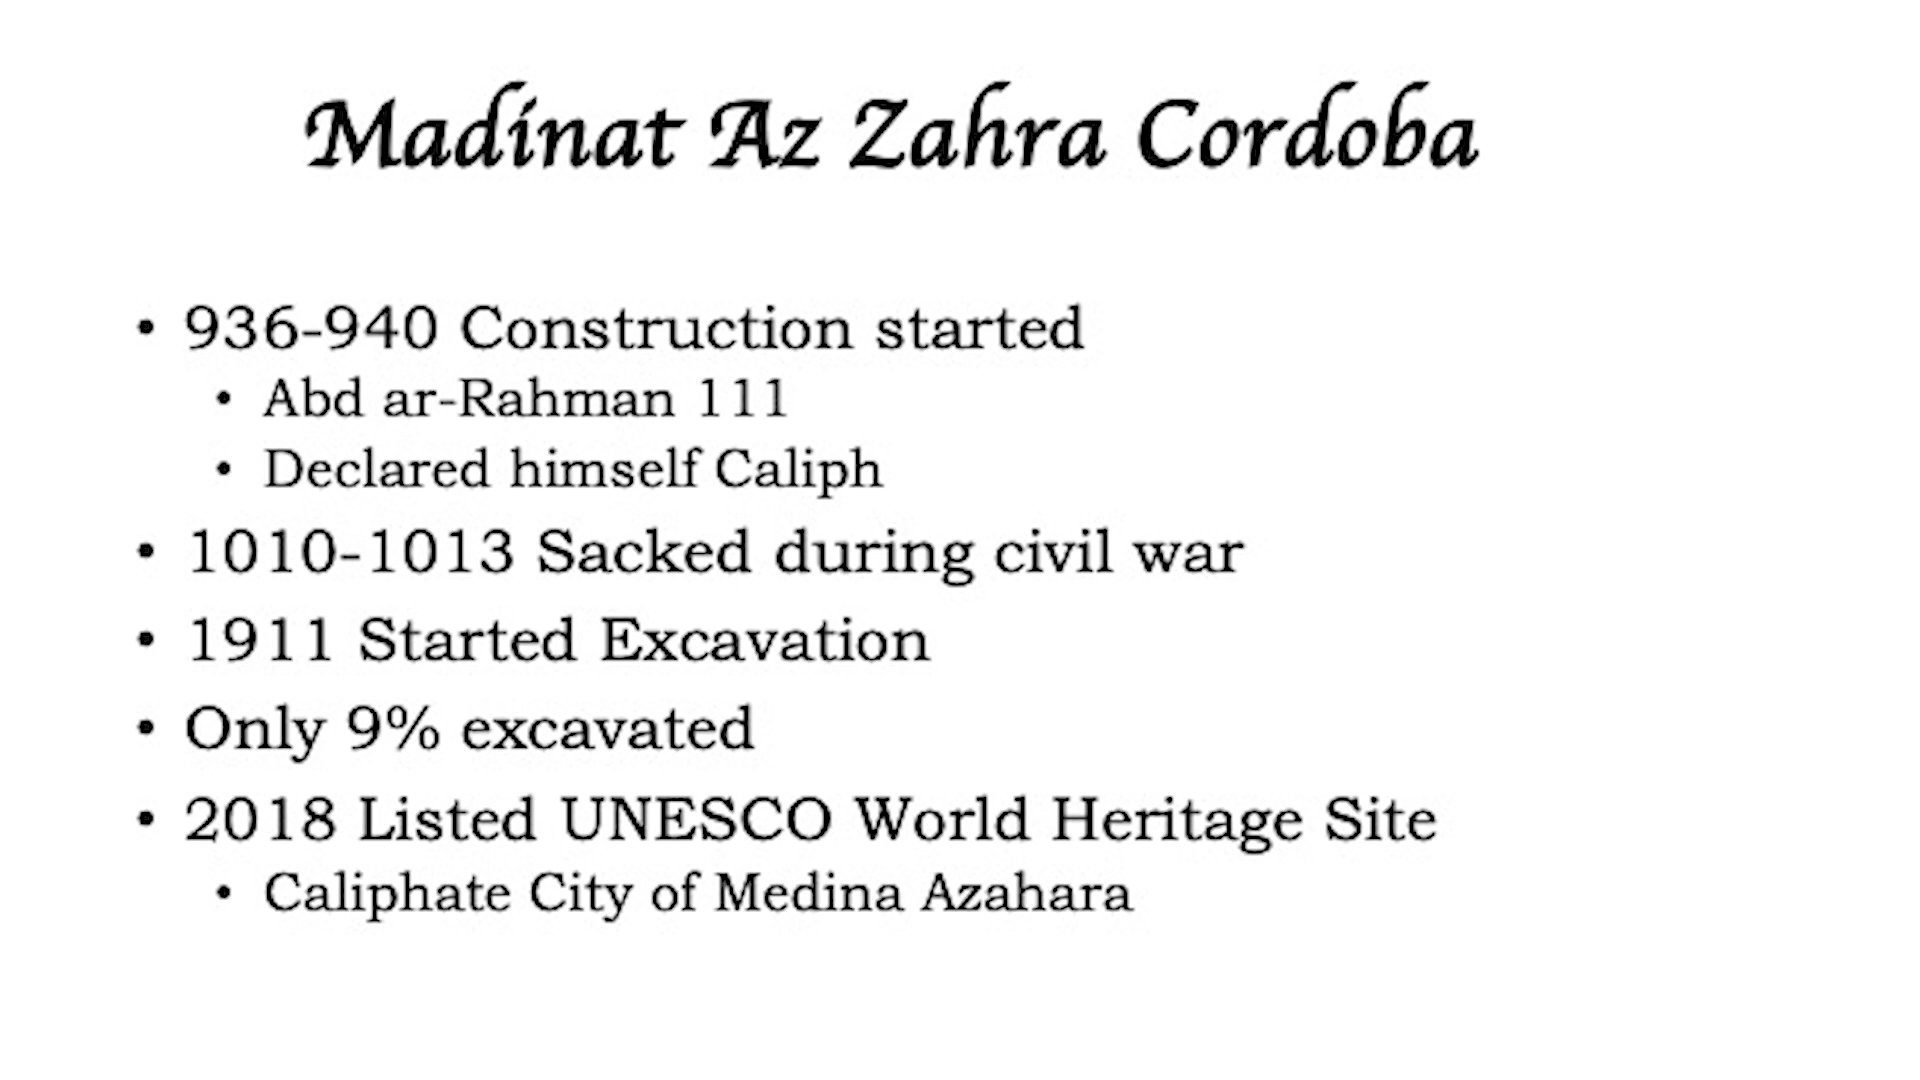 Madinat Az Zahra Cordoba
• 936-940 Construction started
• Abd ar-Rahman 111
• Declared himself Caliph
• 1010-1013 Sacked during civil war
• 1911 Started Excavation
• Only 9% excavated
• 2018 Listed UNESCO World Heritage Site
• Caliphate City of Medina Azahara